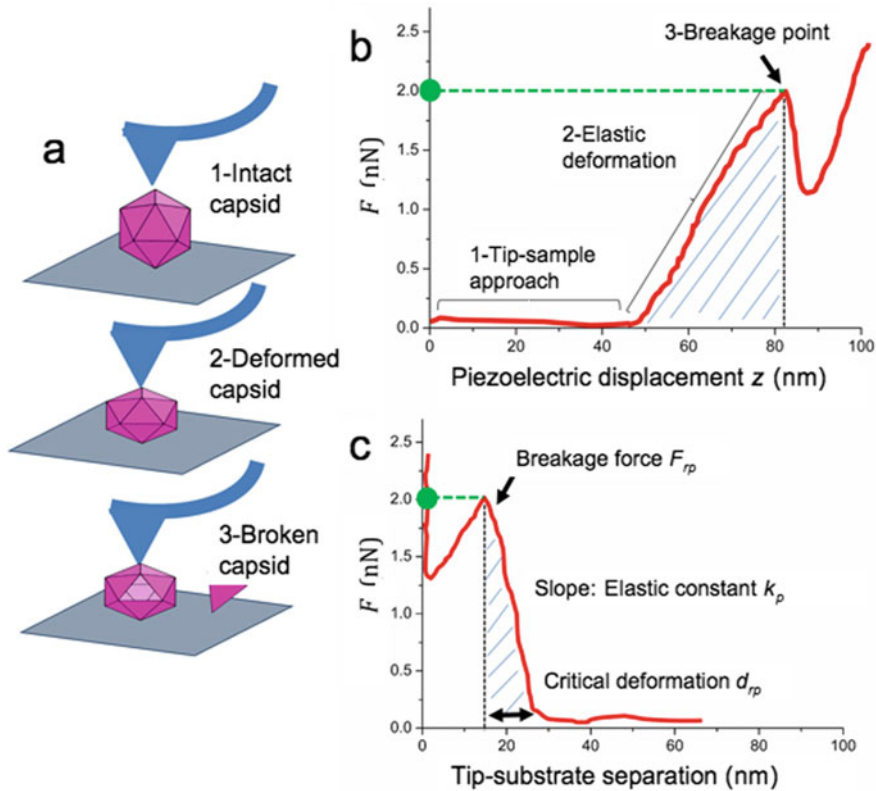 a
1-Intact
capsid
2-Deformed
capsid
3-Broken
capsid
b
3-Breakage point
2-Elastic
deformation
1-Tip-sample
approach
F (nN)
2.5
2.0
1.5
1.0
0.5
0.0
0 20 40 60 80 100
Piezoelectric displacement z (nm)
c
Breakage force Frp
Slope: Elastic constant kp
Critical deformation drp
F (nN)
2.5
2.0
1.5
1.0
0.5
0.0
0 20 40 60 80 100
Tip-substrate separation (nm)